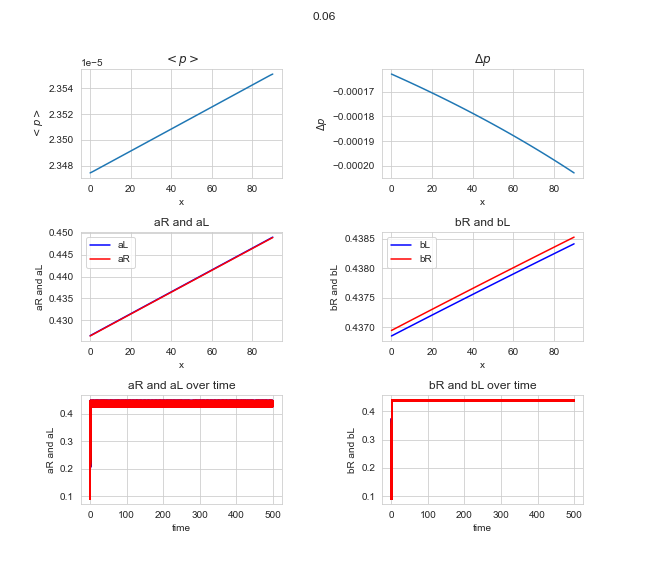 0.06
< p >
1e−5
< p >
2.354
2.352
2.350
2.348
0 20 40 60 80
x
Δp
Δp
−0.00017
−0.00018
−0.00019
−0.00020
0 20 40 60 80
x
aR and aL
aR and aL
0.450
0.445
0.440
0.435
0.430
aL
aR
0 20 40 60 80
x
bR and bL
bR and bL
0.4385
0.4380
0.4375
0.4370
bL
bR
0 20 40 60 80
x
aR and aL over time
aR and aL
0.4
0.3
0.2
0.1
0 100 200 300 400 500
time
bR and bL over time
bR and bL
0.4
0.3
0.2
0.1
0 100 200 300 400 500
time